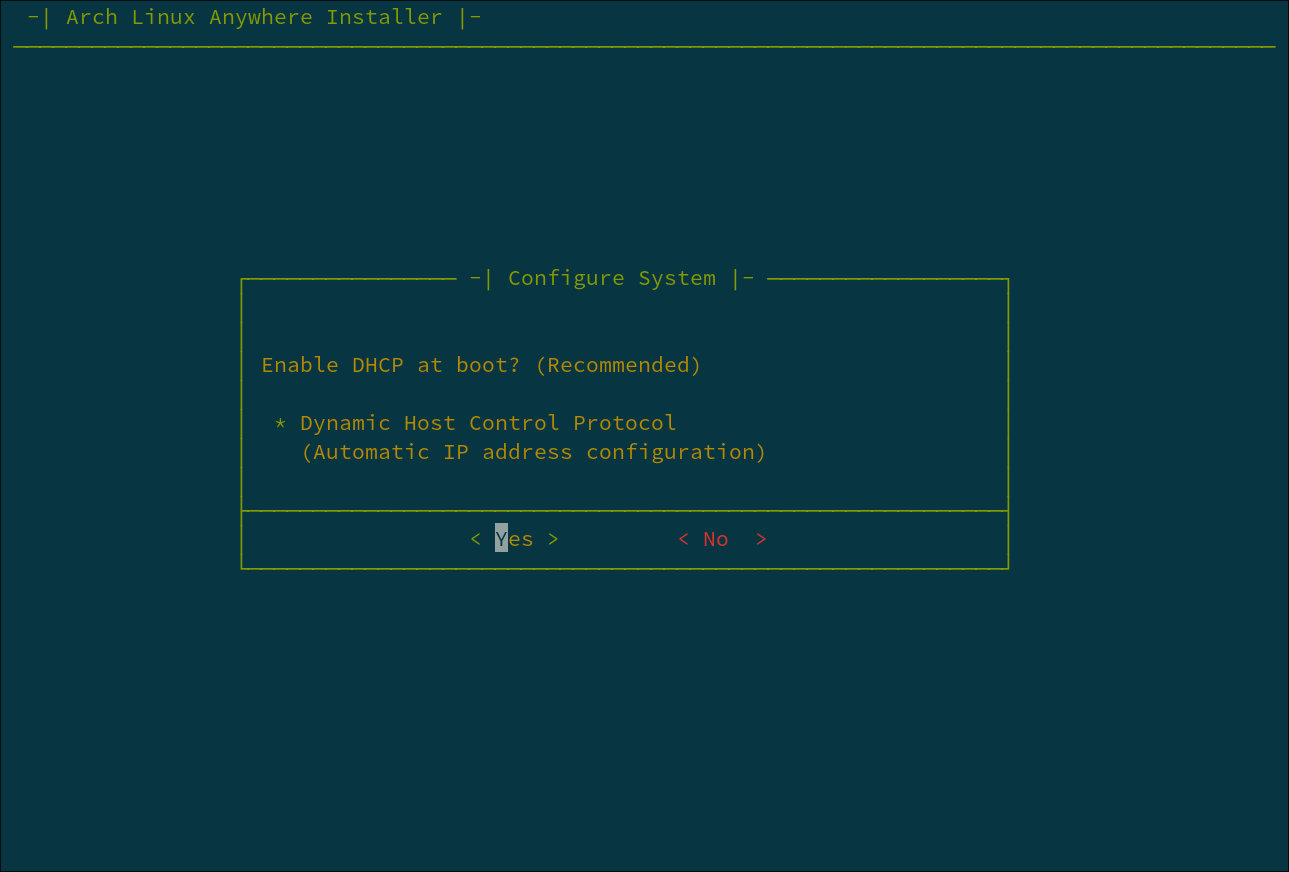 -| Arch Linux Anywhere Installer |-
-| Configure System |-
Enable DHCP at boot? (Recommended)
* Dynamic Host Control Protocol
(Automatic IP address configuration)
< Yes > < No >